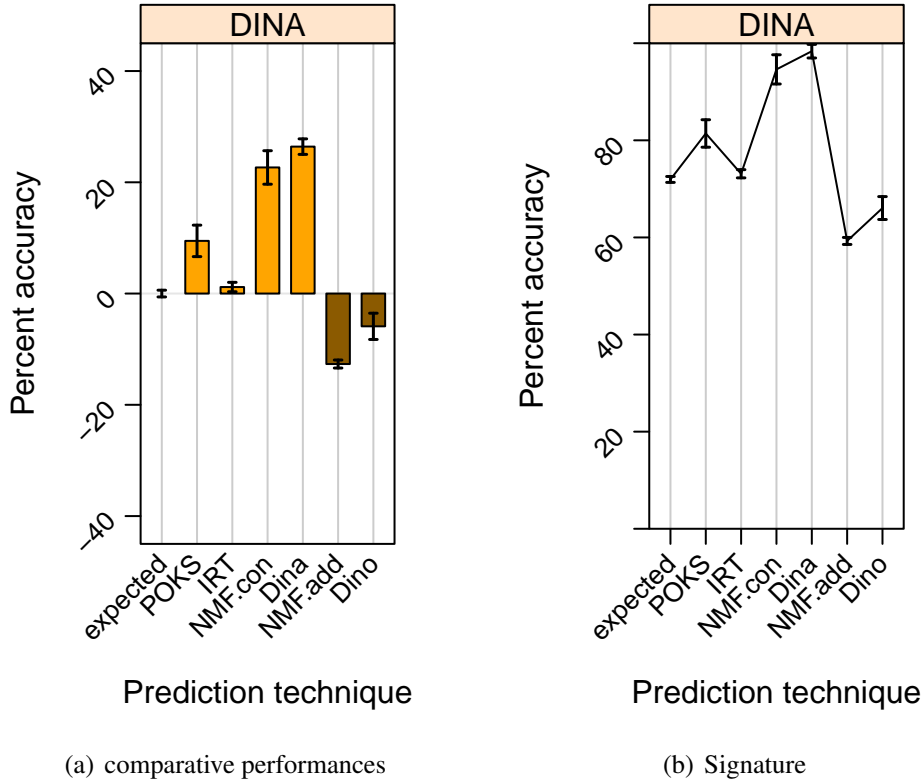 DINA
Percent accuracy
40
20
0
−20
−40
expected
POKS
IRT
NMF.con
Dina
NMF.add
Dino
Prediction technique
(a) comparative performances
DINA
Percent accuracy
80
60
40
20
expected
POKS
IRT
NMF.con
Dina
NMF.add
Dino
Prediction technique
(b) Signature